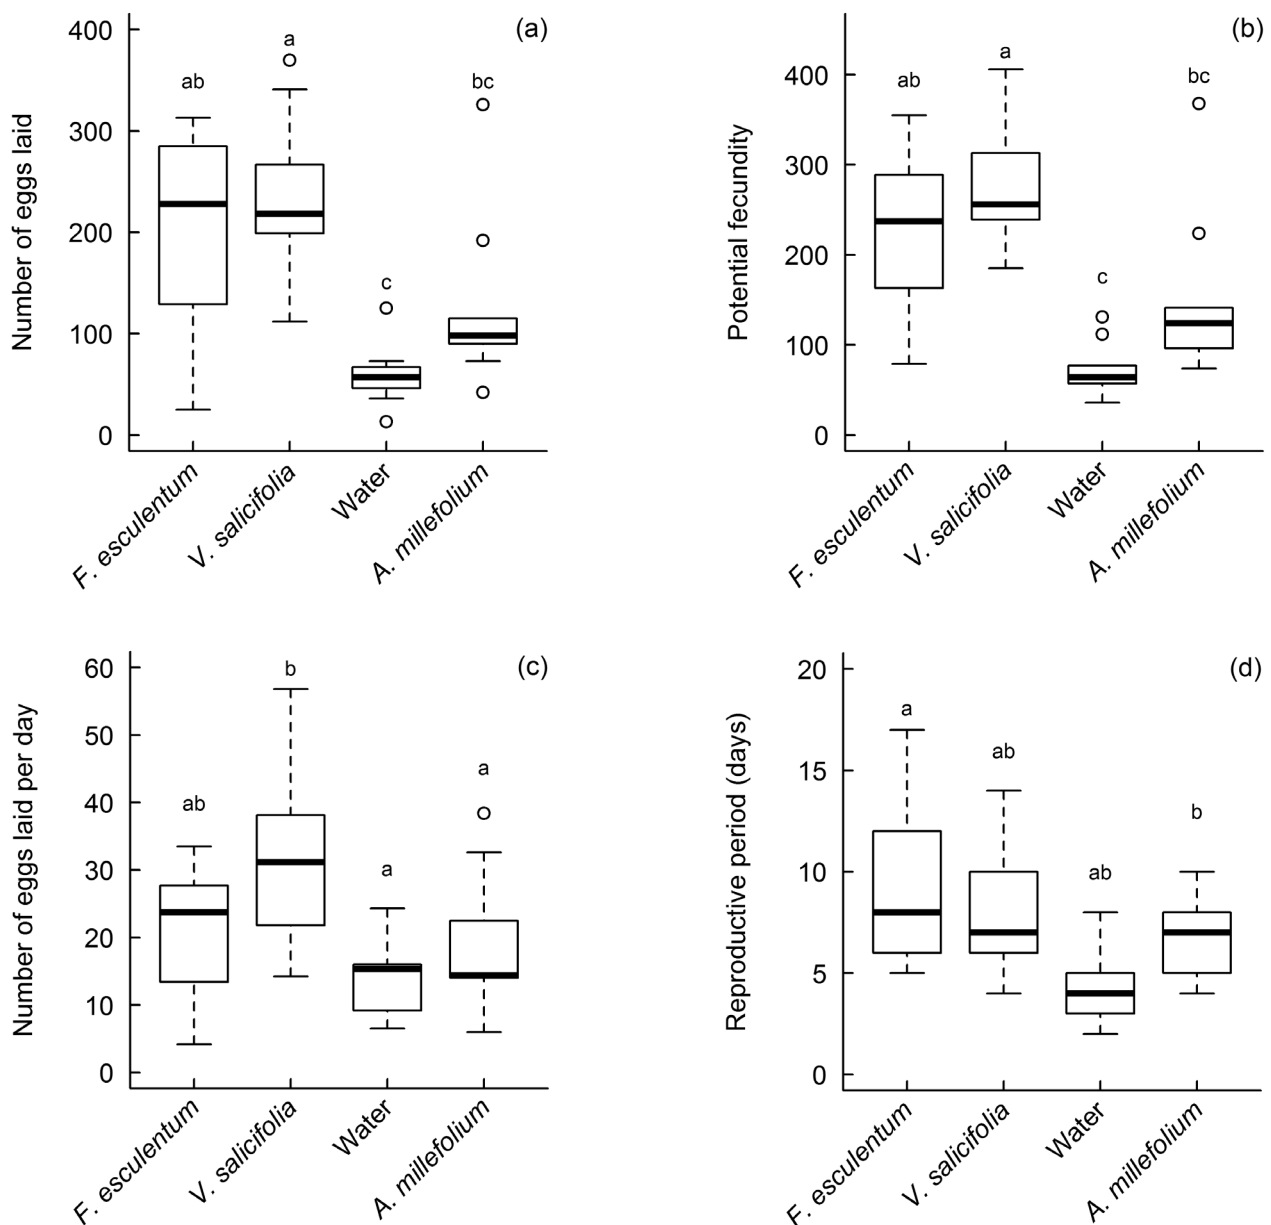 (a)
Number of eggs laid
400
300
200
100
0
ab
a
c
bc
F. esculentum
V. salicifolia
Water
A. millefolium
(b)
Potential fecundity
400
300
200
100
0
ab
a
c
bc
F. esculentum
V. salicifolia
Water
A. millefolium
(c)
Number of eggs laid per day
60
50
40
30
20
10
0
ab
b
a
a
F. esculentum
V. salicifolia
Water
A. millefolium
(d)
Reproductive period (days)
20
15
10
5
0
a
ab
ab
b
F. esculentum
V. salicifolia
Water
A. millefolium